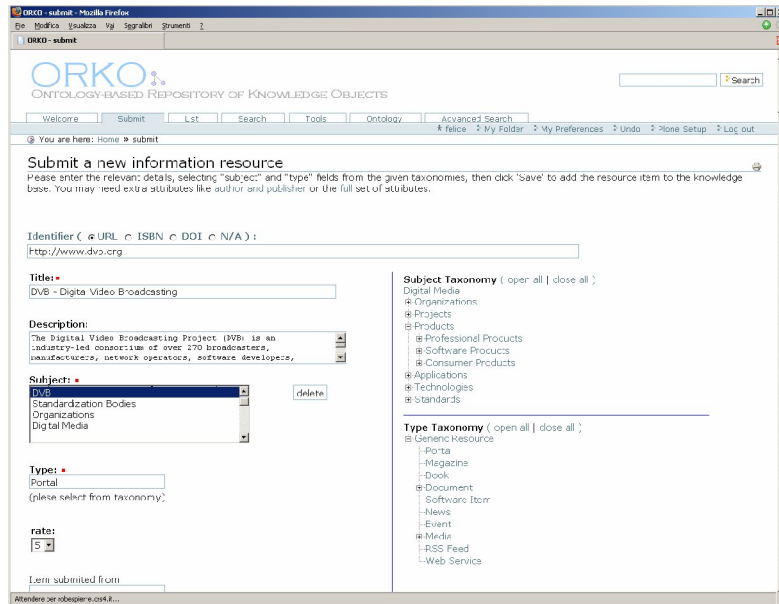 ORKO - submit - Mozilla Firefox
File Modifica Visualizza Vai Segnalibri Strumenti ?
ORKO - submit
ORKO
ONTOLOGY-BASED REPOSITORY OF KNOWLEDGE OBJECTS
Search
Welcome Submit List Search Tools Ontology Advanced Search
felice My Folder My Preferences Undo Plone Setup Log out
You are here: Home » submit
Submit a new information resource
Please enter the relevant details, selecting "subject" and "type" fields from the given taxonomies, then click 'Save' to add the resource item to the knowledge
base. You may need extra attributes like author and publisher or the full set of attributes.
Identifier ( URL ISBN DOI N/A ) :
http://www.dvb.org
Title:
DVB - Digital Video Broadcasting
Description:
The Digital Video Broadcasting Project (DVB) is an
industry-led consortium of over 270 broadcasters,
manufacturers, network operators, software developers,
Subject:
DVB
Standardization Bodies
Organizations
Digital Media
delete
Type:
Portal
(plese select from taxonomy)
rate:
5
Item submited from
Subject Taxonomy ( open all | close all )
Digital Media
Organizations
Projects
Products
Professional Products
Software Products
Consumer Products
Applications
Technologies
Standards
Type Taxonomy ( open all | close all )
Generic Resource
Portal
Magazine
Book
Document
Software Item
News
Event
Media
RSS Feed
Web Service
Attendere per robespierre.crs4.it...